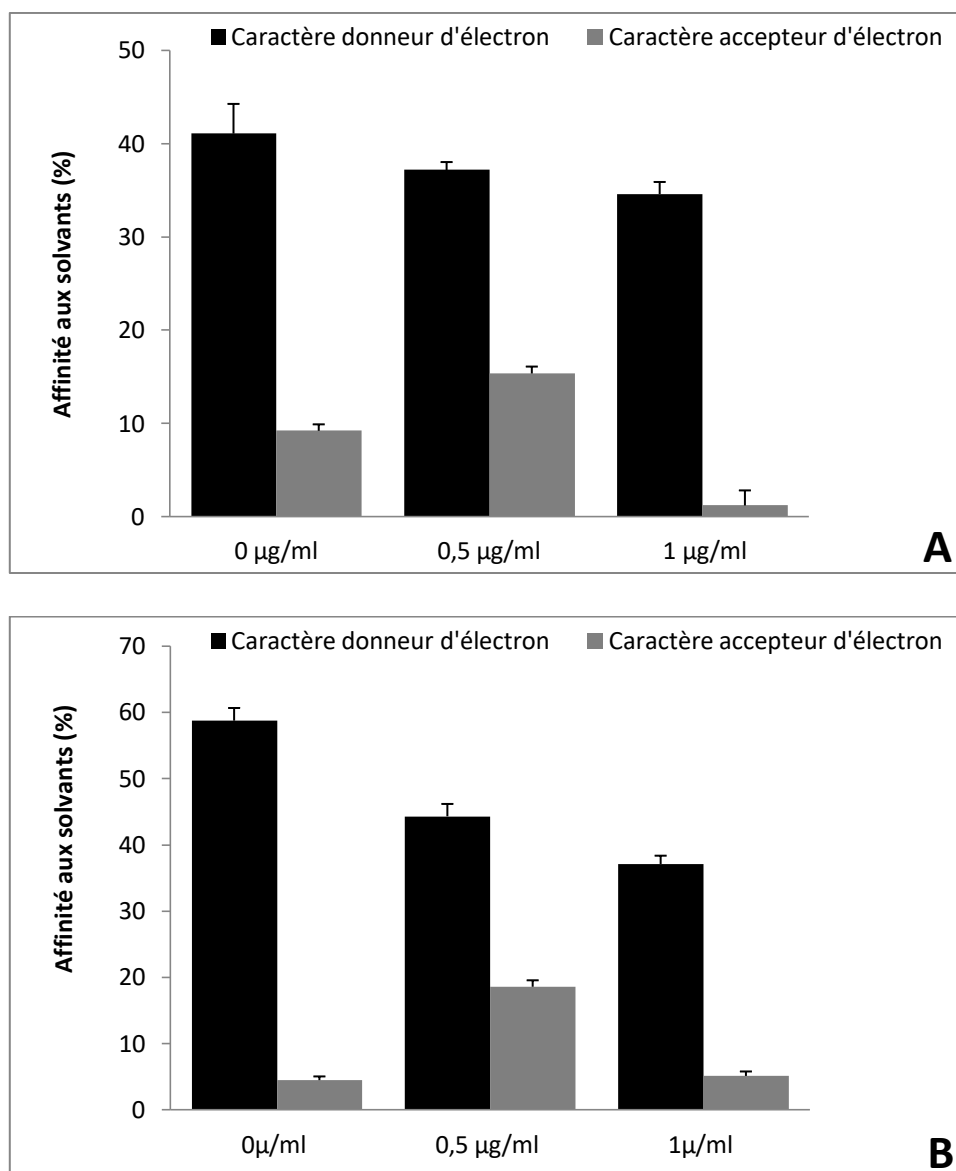 Caractère donneur d'électron Caractère accepteur d'électron
50
40
30
20
10
0
Affinité aux solvants (%)
0 µg/ml 0,5 µg/ml 1 µg/ml
A
Caractère donneur d'électron Caractère accepteur d'électron
70
60
50
40
30
20
10
0
Affinité aux solvants (%)
0µ/ml 0,5 µg/ml 1µ/ml
B